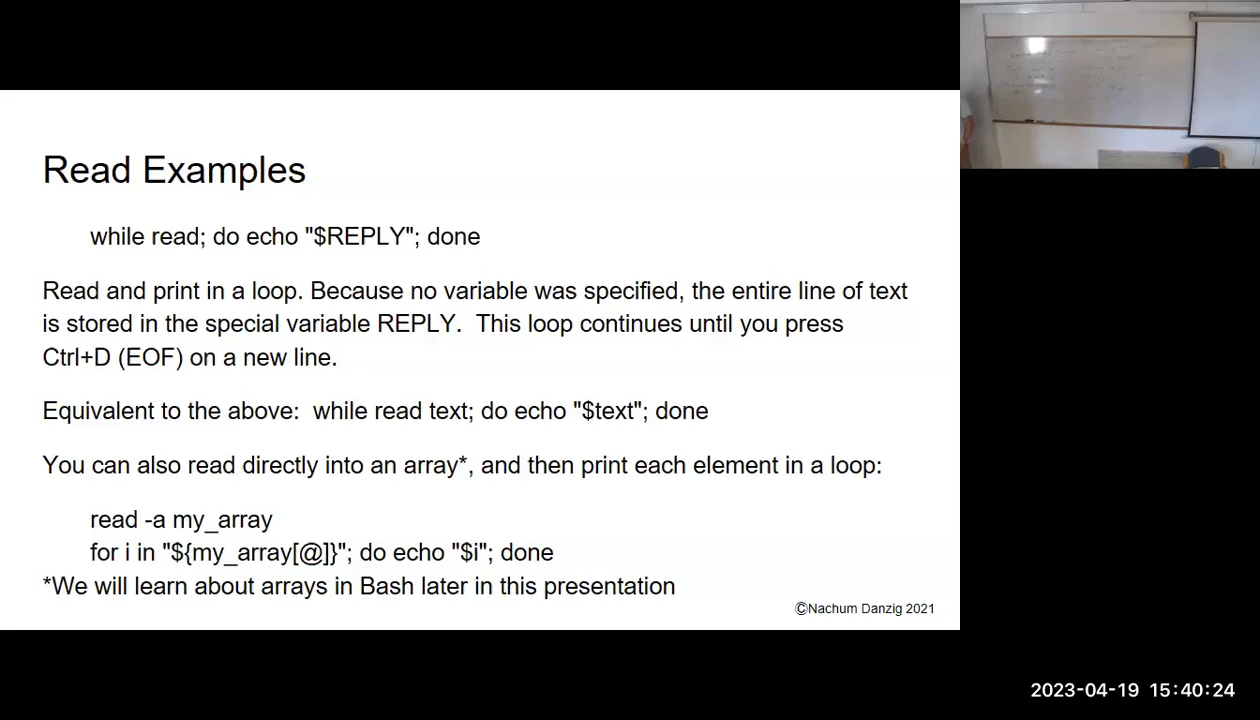 Read Examples
while read; do echo "$REPLY"; done
Read and print in a loop. Because no variable was specified, the entire line of text
is stored in the special variable REPLY.  This loop continues until you press
Ctrl+D (EOF) on a new line.
Equivalent to the above:  while read text; do echo "$text"; done
You can also read directly into an array*, and then print each element in a loop:
read -a my_array
for i in "${my_array[@]}"; do echo "$i"; done
*We will learn about arrays in Bash later in this presentation
©Nachum Danzig 2021
2023-04-19 15:40:24